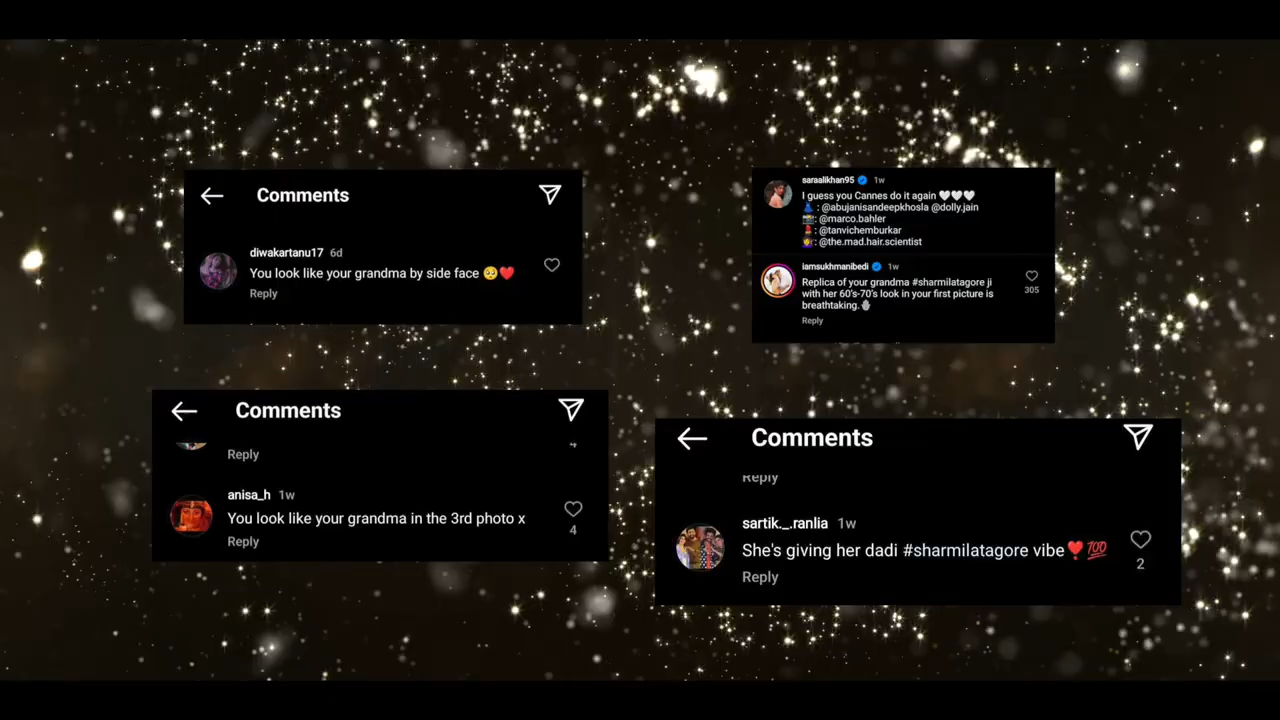 Comments
diwakartanu17 6d
You look like your grandma by side face 🥺❤️
Reply
saraalikhan95 1w
I guess you Cannes do it again 🤍🤍🤍
👗 : @abujanisandeepkhosla @dolly.jain
📸 : @marco.bahler
💄 : @tanvichemburkar
💇‍♀️ : @the.mad.hair.scientist
iamsukhmanibedi 1w
Replica of your grandma #sharmilatagore ji
with her 60's-70's look in your first picture is
breathtaking.
305
Reply
Comments
Reply
anisa_h 1w
You look like your grandma in the 3rd photo x
4
Reply
Comments
Reply
sartik._.ranlia 1w
She's giving her dadi #sharmilatagore vibe❣️💯
2
Reply